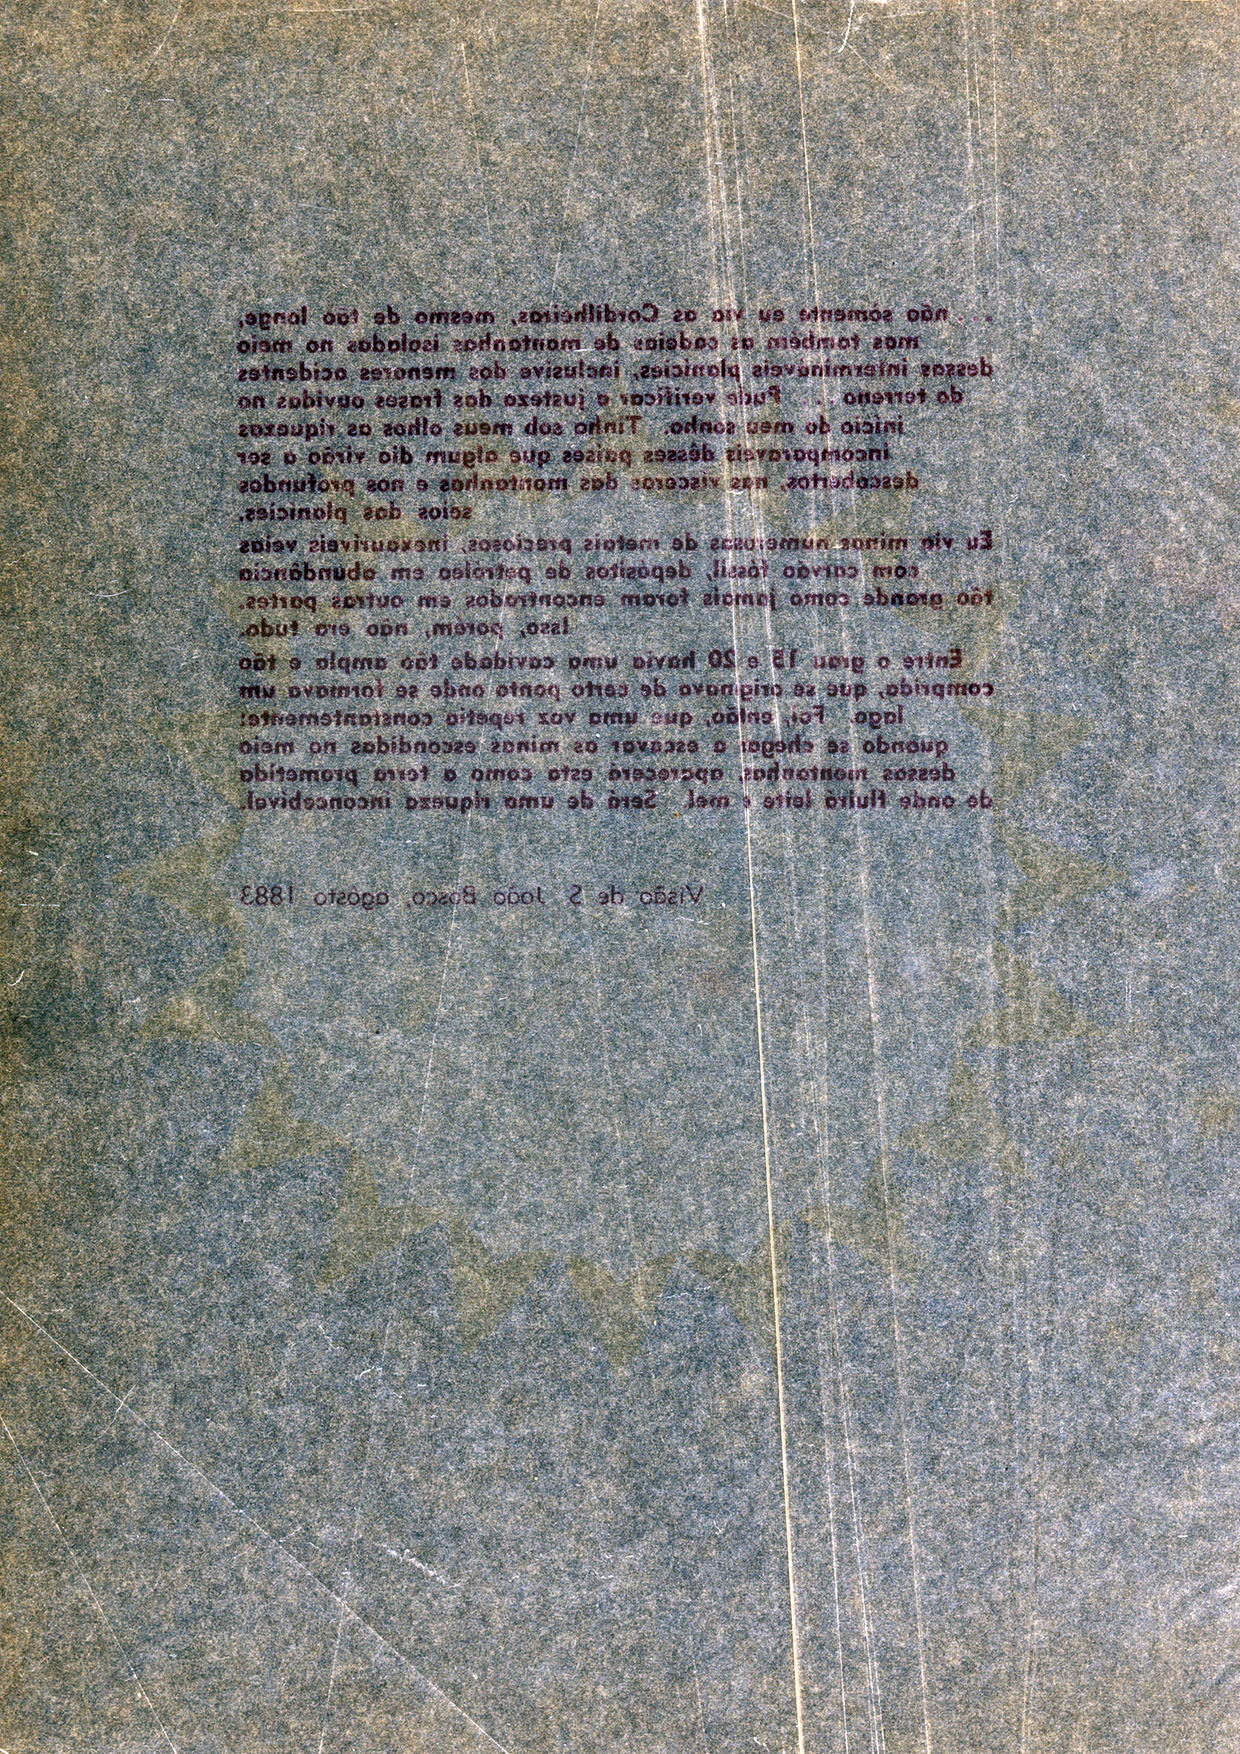 ... não sòmente eu via as Cordilheiras, mesmo de tão longe,
mas também as cadeias de montanhas isoladas no meio
dessas intermináveis planícies, inclusive dos menores acidentes
do terreno ... Pude verificar a justeza das frases ouvidas no
início do meu sonho. Tinha sob meus olhos as riquezas
incomparáveis dêsses países que algum dia virão a ser
descobertos, nas vísceras das montanhas e nos profundos
seios das planícies.
Eu via minas numerosas de metais preciosos, inexauríveis veias
com carvão fóssil, depósitos de petróleo em abundância
tão grande como jamais foram encontrados em outras partes.
Isso, porém, não era tudo.
Entre o grau 15 e 20 havia uma cavidade tão ampla e tão
comprida, que se originava de certo ponto onde se formava um
lago. Foi, então, que uma voz repetia constantemente:
quando se chegar a escavar as minas escondidas no meio
dessas montanhas, aparecerá esta como a terra prometida
de onde fluirá leite e mel. Será de uma riqueza inconcebível.
Visão de S. João Bosco, agôsto 1883